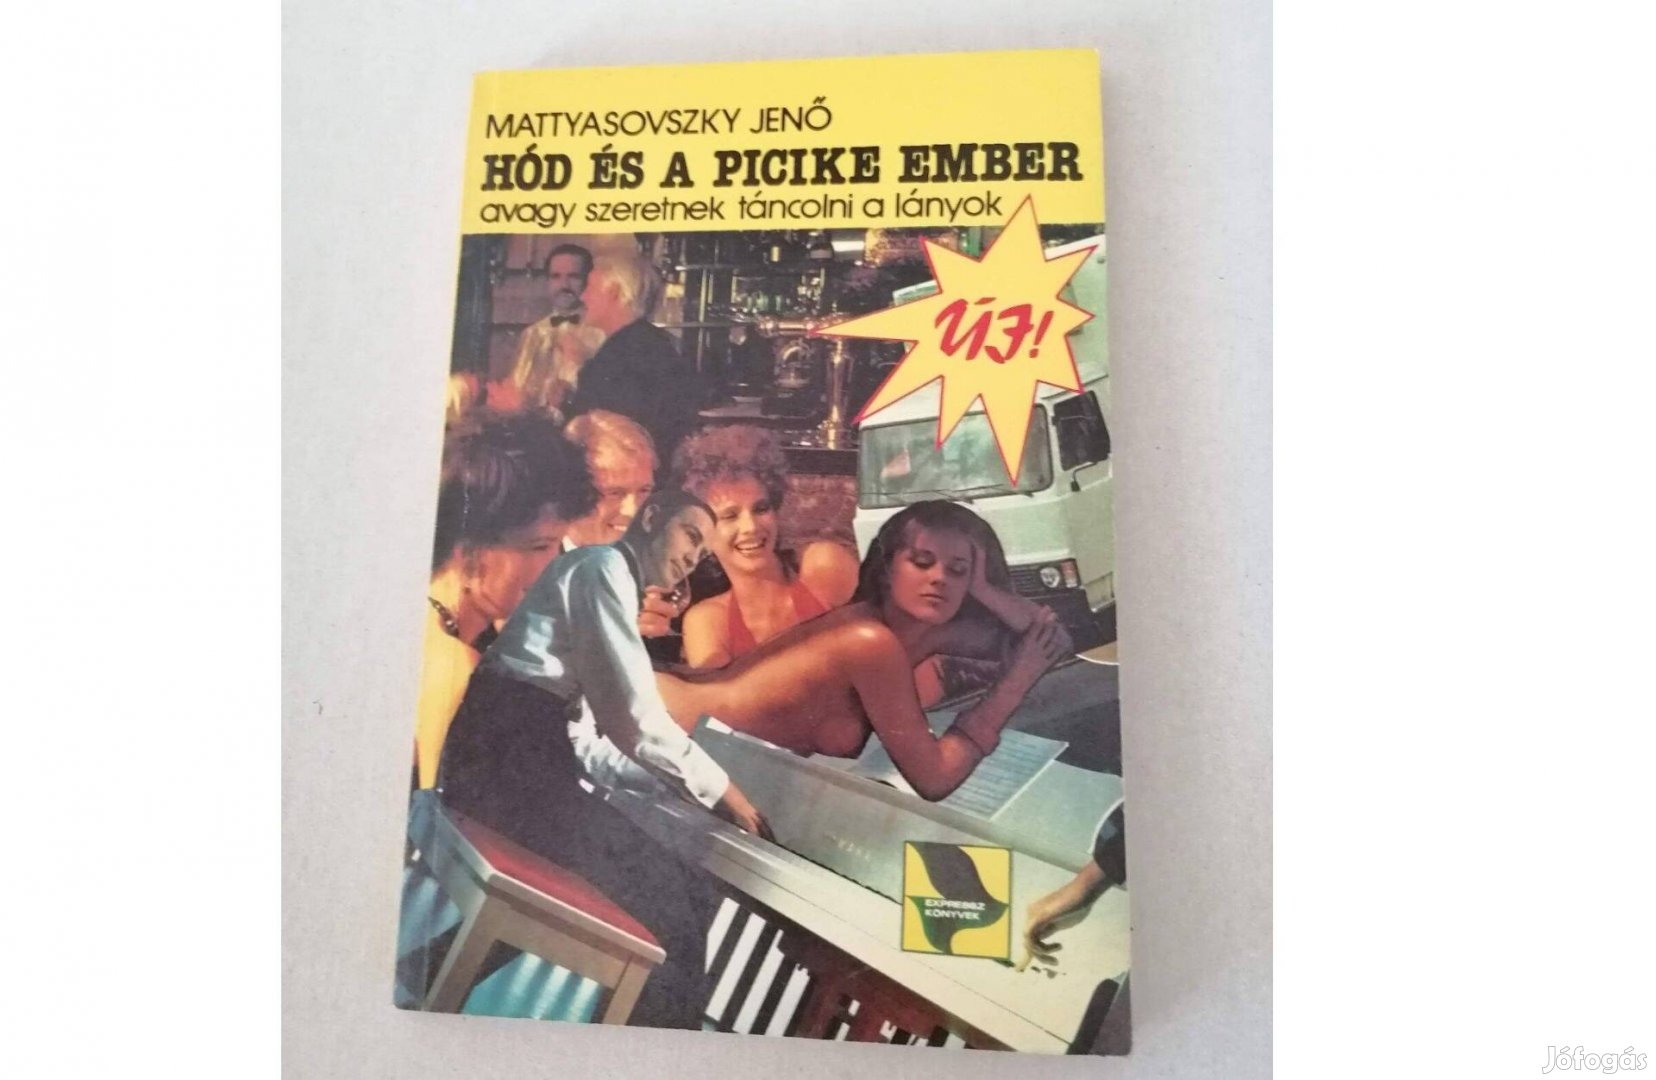 MATTYASOVSZKY JENŐ
HÓD ÉS A PICIKE EMBER
avagy szeretnek táncolni a lányok
ÚJ!
EXPRESSZ
KÖNYVEK
Jófogás